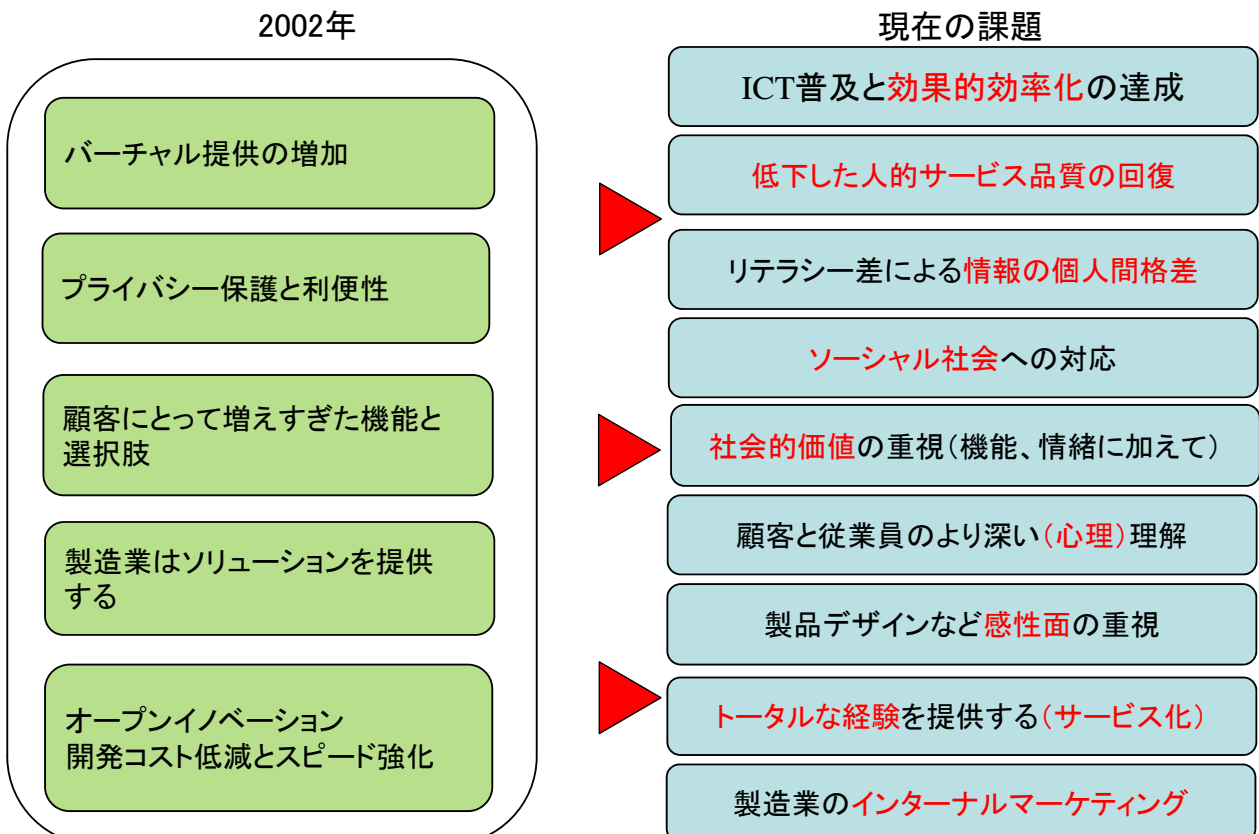 2002年
バーチャル提供の増加
プライバシー保護と利便性
顧客にとって増えすぎた機能と
選択肢
製造業はソリューションを提供
する
オープンイノベーション
開発コスト低減とスピード強化
現在の課題
ICT普及と効果的効率化の達成
低下した人的サービス品質の回復
リテラシー差による情報の個人間格差
ソーシャル社会への対応
社会的価値の重視(機能、情緒に加えて)
顧客と従業員のより深い(心理)理解
製品デザインなど感性面の重視
トータルな経験を提供する(サービス化)
製造業のインターナルマーケティング